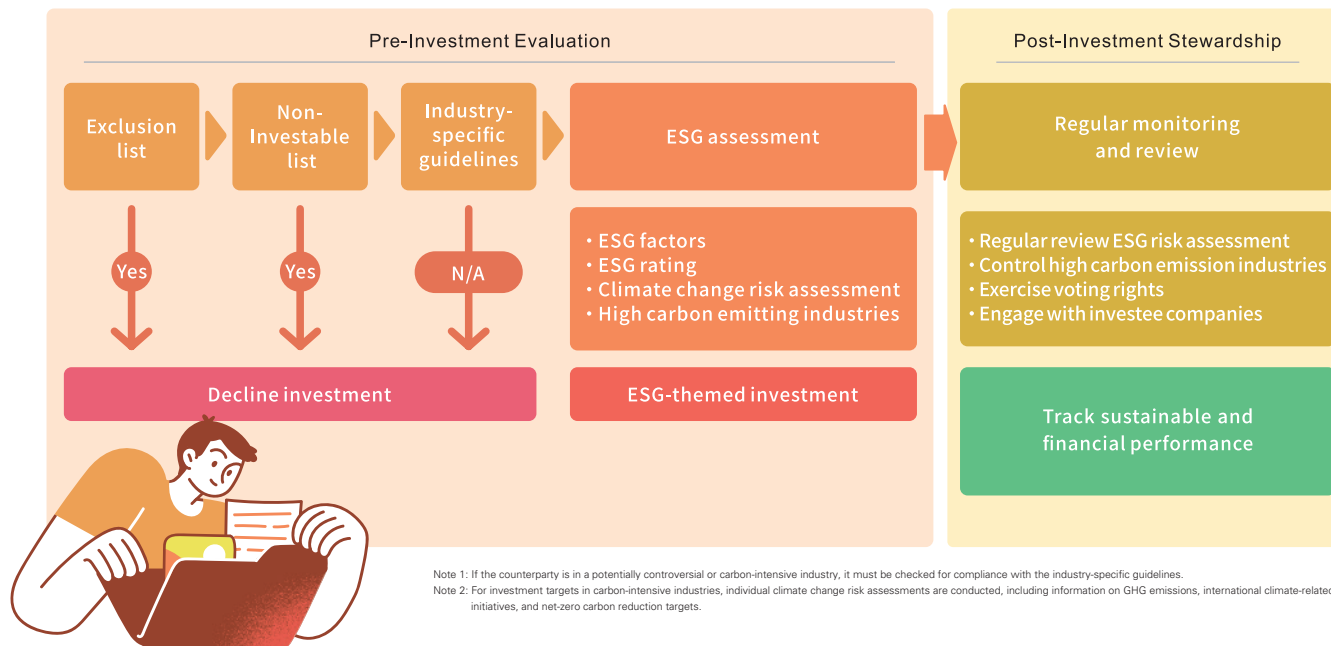 Pre-Investment Evaluation
Exclusion
list
Non-
Investable
list
Industry-
specific
guidelines
ESG assessment
Yes
Yes
N/A
• ESG factors
• ESG rating
• Climate change risk assessment
• High carbon emitting industries
Decline investment
ESG-themed investment
Post-Investment Stewardship
Regular monitoring
and review
• Regular review ESG risk assessment
• Control high carbon emission industries
• Exercise voting rights
• Engage with investee companies
Track sustainable and
financial performance
Note 1: If the counterparty is in a potentially controversial or carbon-intensive industry, it must be checked for compliance with the industry-specific guidelines.
Note 2: For investment targets in carbon-intensive industries, individual climate change risk assessments are conducted, including information on GHG emissions, international climate-related
initiatives, and net-zero carbon reduction targets.